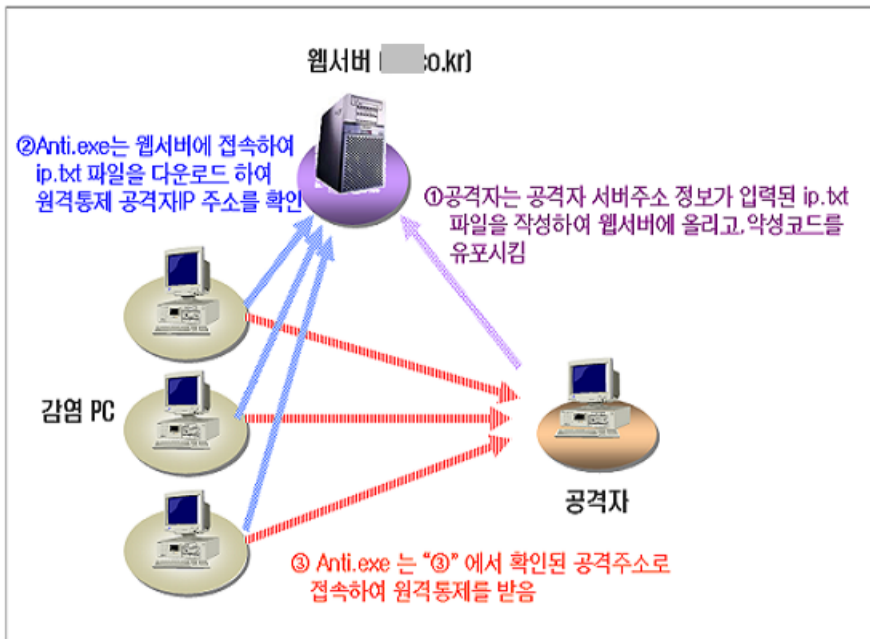 웹서버 ( co.kr)
②Anti.exe는 웹서버에 접속하여
ip.txt 파일을 다운로드 하여
원격통제 공격자IP 주소를 확인
①공격자는 공격자 서버주소 정보가 입력된 ip.txt
파일을 작성하여 웹서버에 올리고,악성코드를
유포시킴
감염 PC
공격자
③ Anti.exe 는 “③” 에서 확인된 공격주소로
접속하여 원격통제를 받음